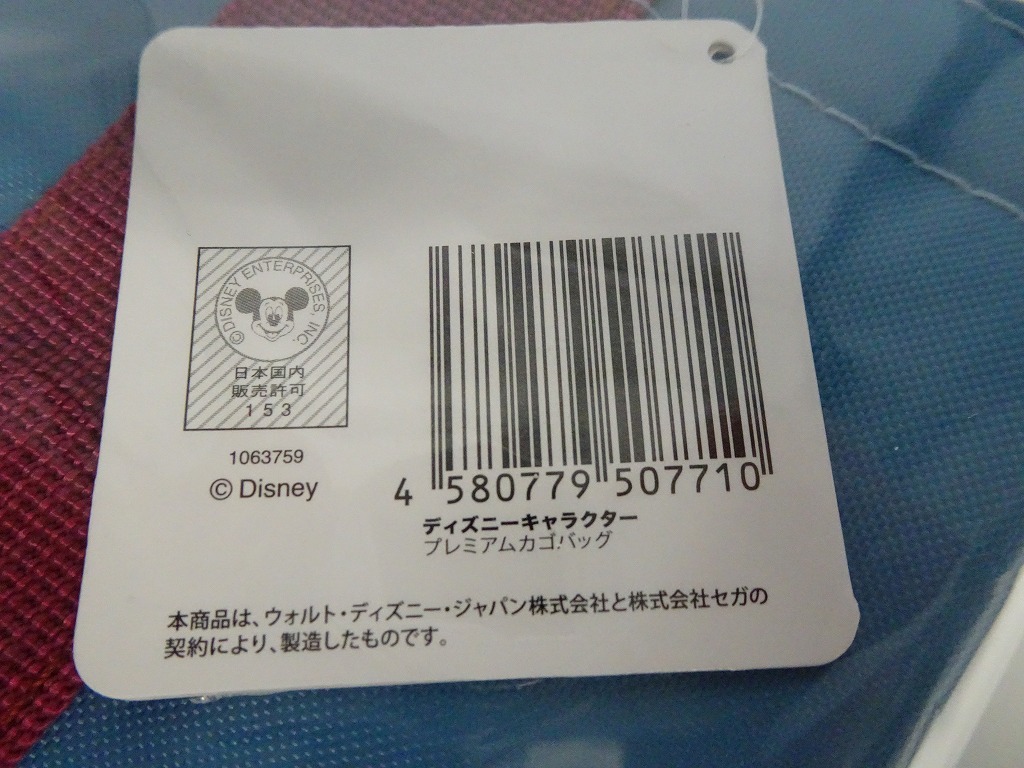 © DISNEY ENTERPRISES, INC.
日本国内
販売許可
153
1063759
© Disney
4 580779 507710
ディズニーキャラクター
プレミアムカゴバッグ
本商品は、ウォルト・ディズニー・ジャパン株式会社と株式会社セガの
契約により、製造したものです。